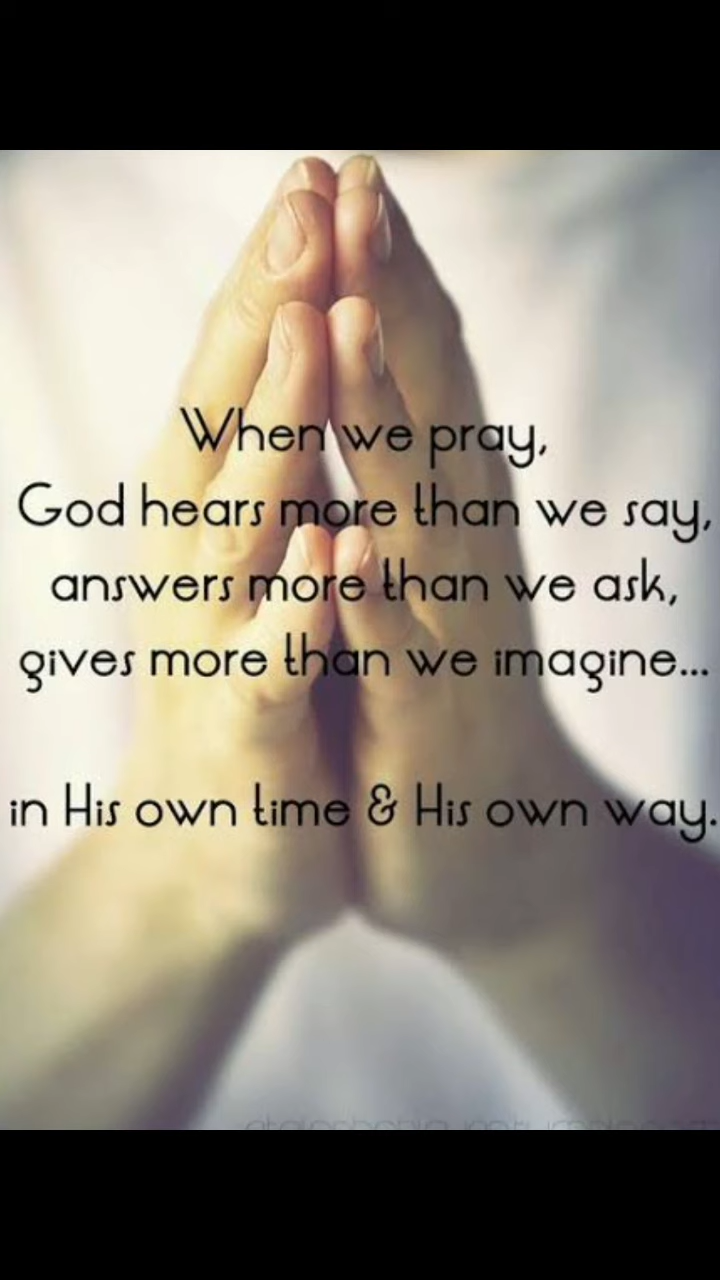 When we pray,
God hears more than we say,
answers more than we ask,
gives more than we imagine...
in His own time & His own way.